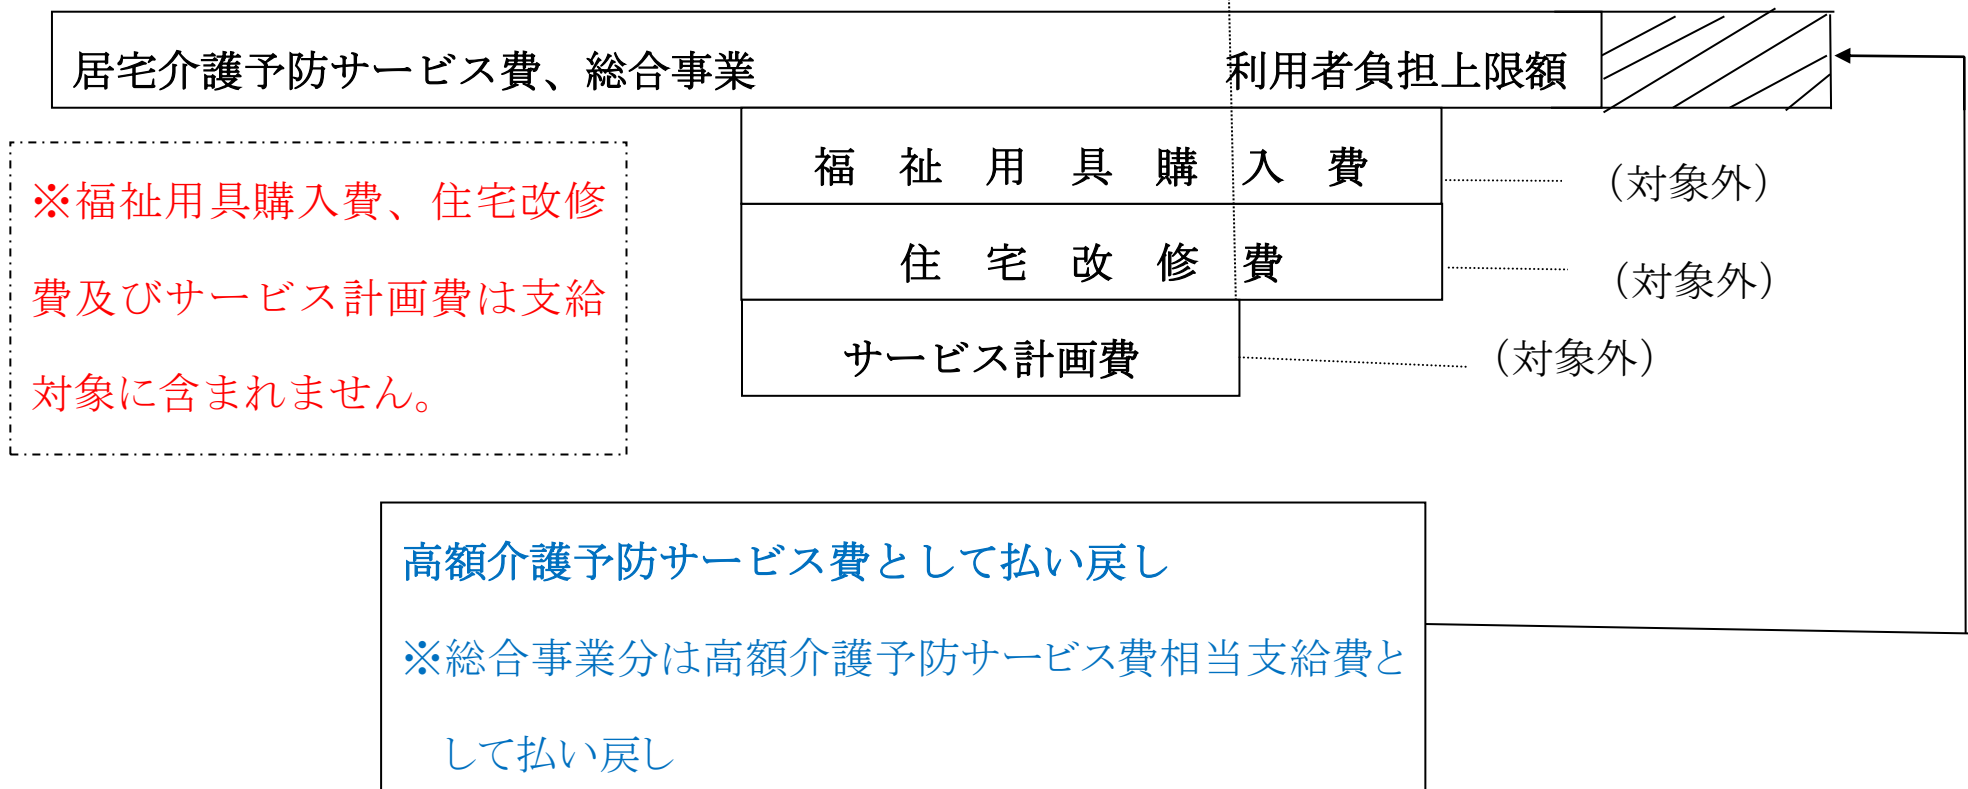 居宅介護予防サービス費、総合事業 利用者負担上限額
福祉用具購入費 (対象外)
住宅改修費 (対象外)
サービス計画費 (対象外)
※福祉用具購入費、住宅改修
費及びサービス計画費は支給
対象に含まれません。
高額介護予防サービス費として払い戻し
※総合事業分は高額介護予防サービス費相当支給費と
して払い戻し